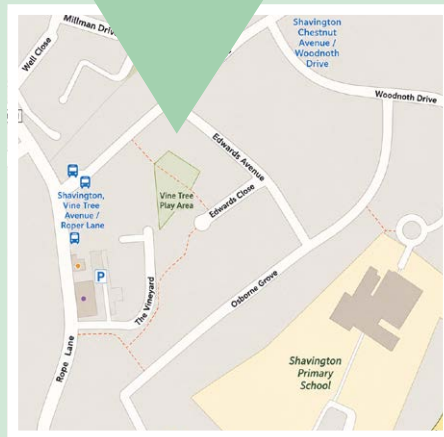 Millman Drive
Well Close
Shavington
Chestnut
Avenue /
Woodnoth
Drive
Woodnoth Drive
Edwards Avenue
Shavington,
Vine Tree
Avenue /
Roper Lane
Vine Tree
Play Area
Edwards Close
P
The Vineyard
Osborne Grove
Rope Lane
Shavington
Primary
School